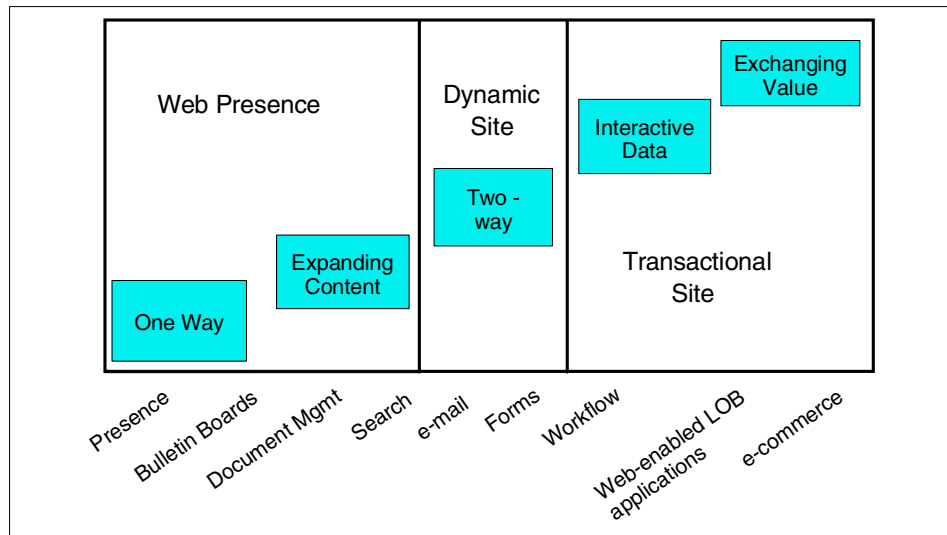 Web Presence
Dynamic
Site
Exchanging
Value
Interactive
Data
Two -
way
Expanding
Content
Transactional
Site
One Way
Presence
Bulletin Boards
Document Mgmt
Search
e-mail
Forms
Workflow
Web-enabled LOB
applications
e-commerce